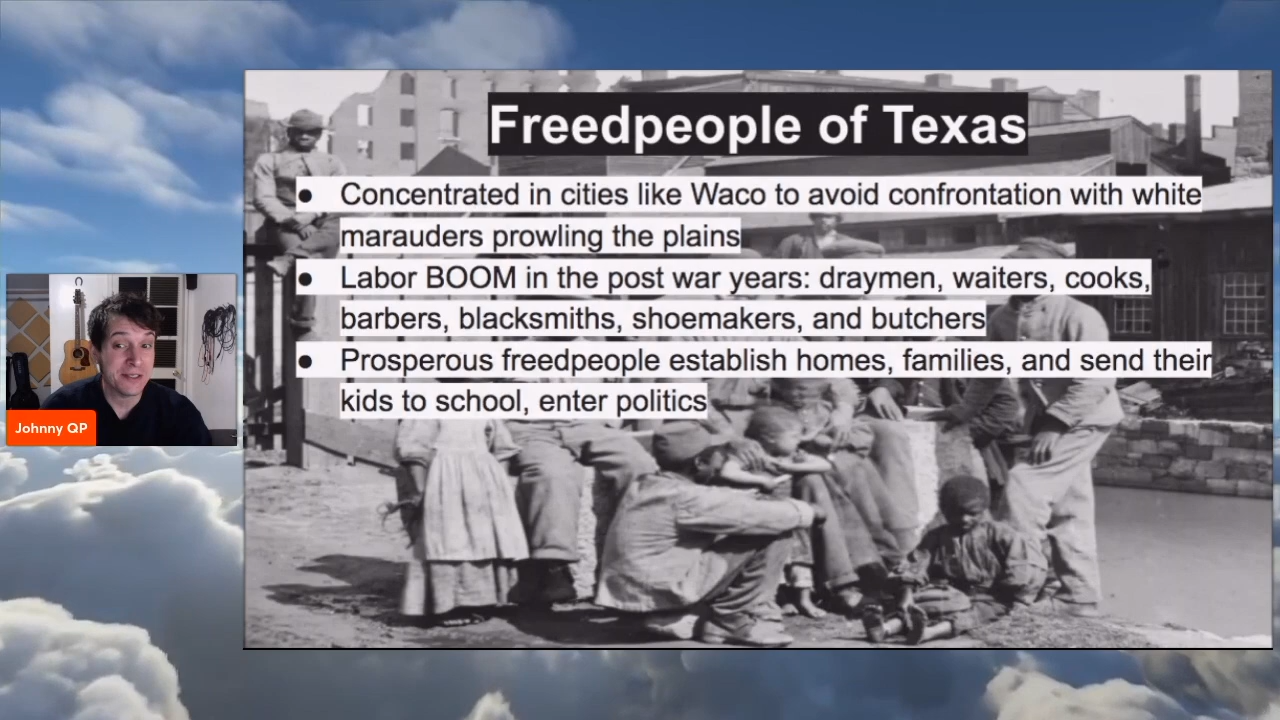 Freedpeople of Texas
● Concentrated in cities like Waco to avoid confrontation with white
marauders prowling the plains
● Labor BOOM in the post war years: draymen, waiters, cooks,
barbers, blacksmiths, shoemakers, and butchers
● Prosperous freedpeople establish homes, families, and send their
kids to school, enter politics
Johnny QP